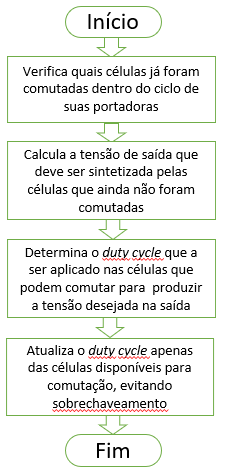 Início
Verifica quais células já foram
comutadas dentro do ciclo de
suas portadoras
Calcula a tensão de saída que
deve ser sintetizada pelas
células que ainda não foram
comutadas
Determina o duty cycle que a
ser aplicado nas células que
podem comutar para produzir
a tensão desejada na saída
Atualiza o duty cycle apenas
das células disponíveis para
comutação, evitando
sobrechaveamento
Fim